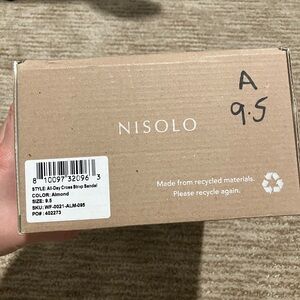 A
9.5
NISOLO
8 10097 32096 3
STYLE: All-Day Cross Strap Sandal
COLOR: Almond
SIZE: 9.5
SKU: WF-0021-ALM-095
PO#: 402273
Made from recycled materials.
Please recycle again.